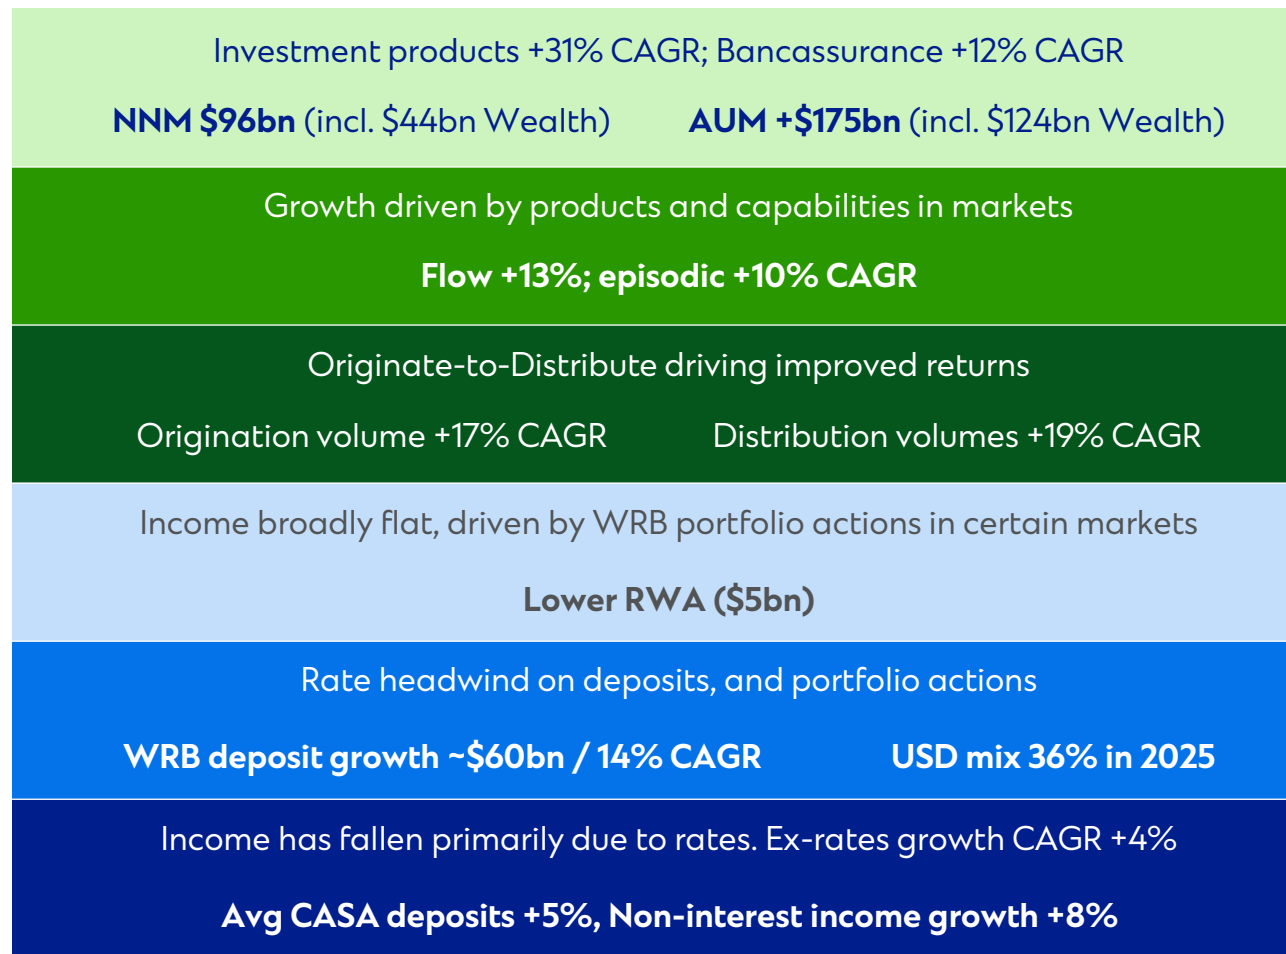 Investment products +31% CAGR; Bancassurance +12% CAGR
NNM $96bn (incl. $44bn Wealth) AUM +$175bn (incl. $124bn Wealth)
Growth driven by products and capabilities in markets
Flow +13%; episodic +10% CAGR
Originate-to-Distribute driving improved returns
Origination volume +17% CAGR Distribution volumes +19% CAGR
Income broadly flat, driven by WRB portfolio actions in certain markets
Lower RWA ($5bn)
Rate headwind on deposits, and portfolio actions
WRB deposit growth ~$60bn / 14% CAGR USD mix 36% in 2025
Income has fallen primarily due to rates. Ex-rates growth CAGR +4%
Avg CASA deposits +5%, Non-interest income growth +8%